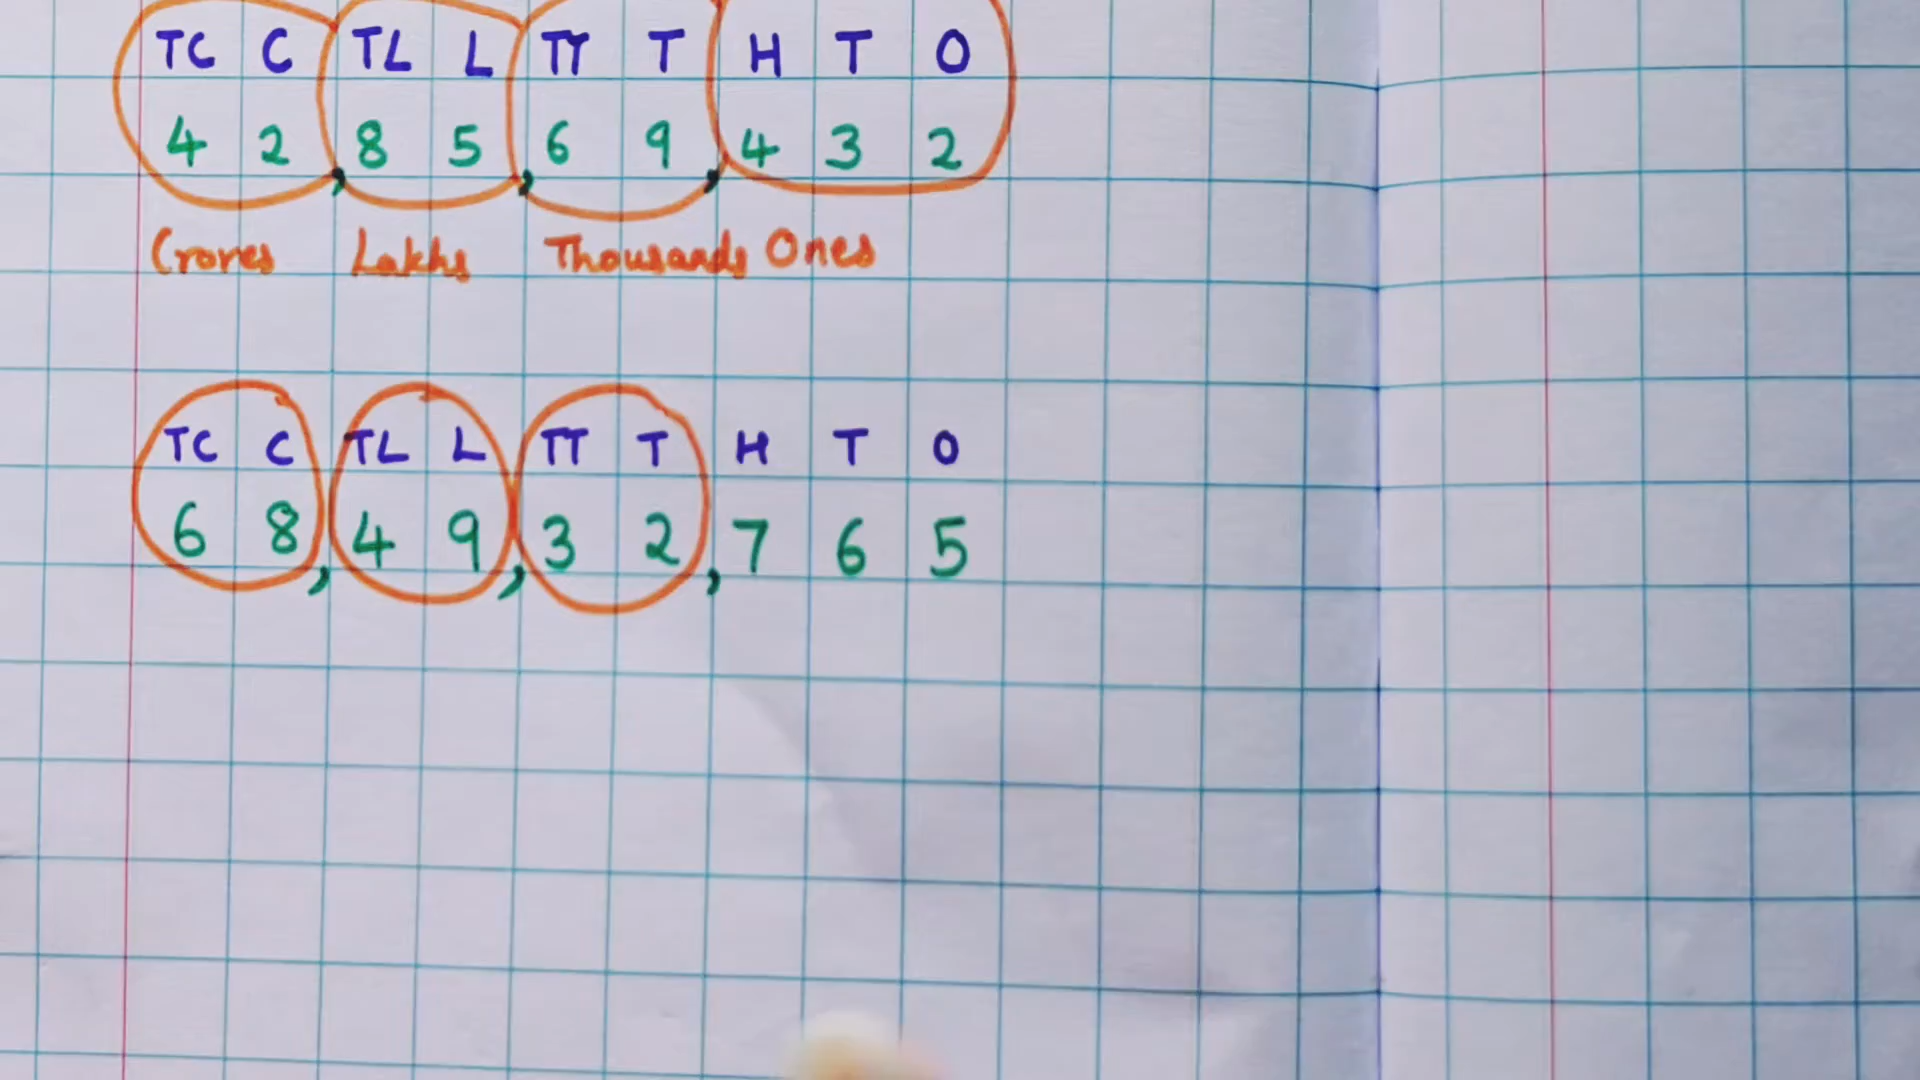 TC C TL L TT T H T O
4 2, 8 5, 6 9, 4 3 2
Crores Lakhs Thousands Ones
TC C TL L TT T H T O
6 8, 4 9, 3 2, 7 6 5